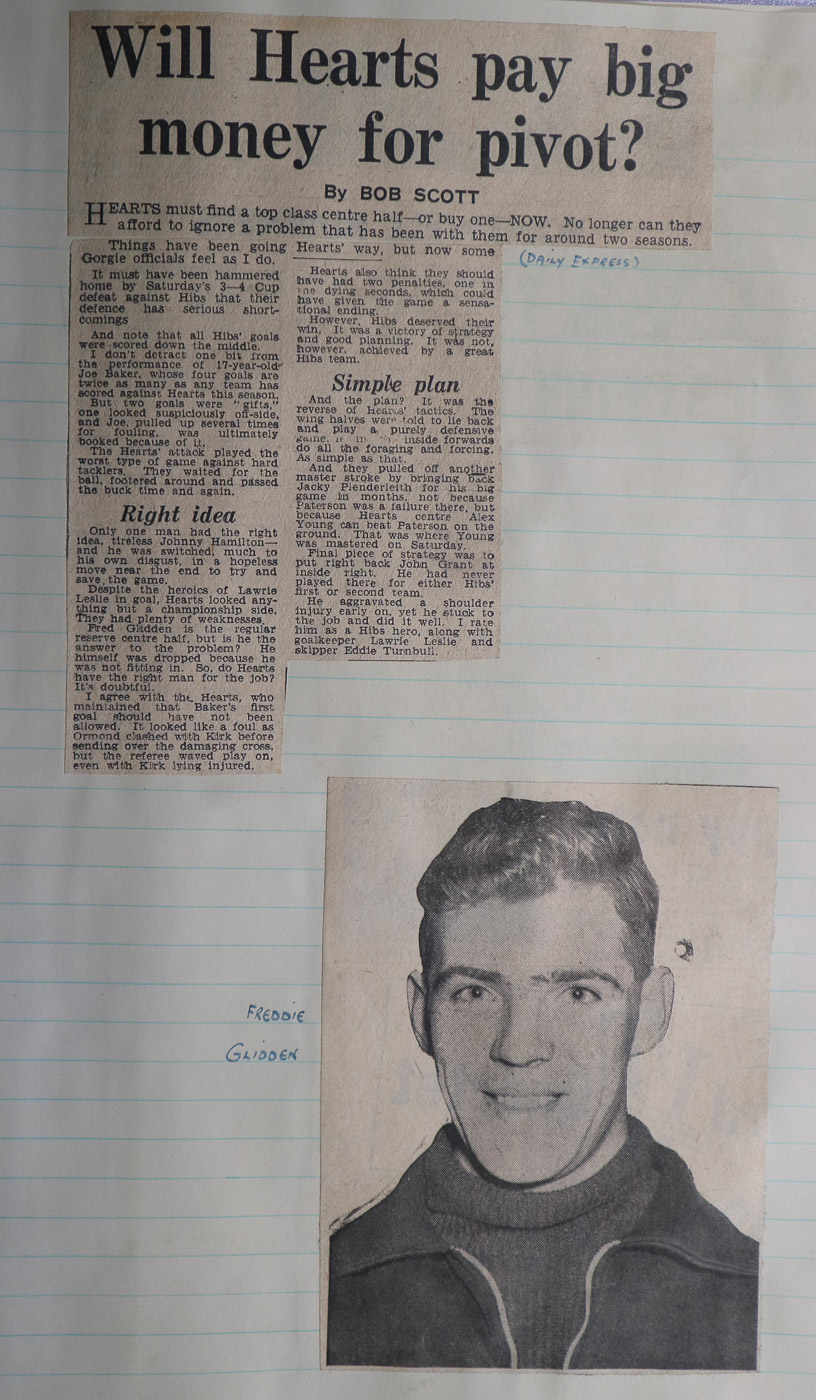 Will Hearts pay big
money for pivot?
By BOB SCOTT
HEARTS must find a top class centre half—or buy one—NOW. No longer can they
afford to ignore a problem that has been with them for around two seasons.
Things have been going Hearts' way, but now some
Gorgie officials feel as I do.
It must have been hammered
home by Saturday's 3—4 Cup
defeat against Hibs that their
defence has serious short-
comings
And note that all Hibs' goals
were scored down the middle.
I don't detract one bit from
the performance of 17-year-old
Joe Baker, whose four goals are
twice as many as any team has
scored against Hearts this season.
But two goals were "gifts,"
one looked suspiciously off-side,
and Joe, pulled up several times
for fouling, was ultimately
booked because of it.
The Hearts' attack played the
worst type of game against hard
tacklers. They waited for the
ball, footered around and passed
the buck time and again.
Right idea
Only one man had the right
idea, tireless Johnny Hamilton—
and he was switched, much to
his own disgust, in a hopeless
move near the end to try and
save the game.
Despite the heroics of Lawrie
Leslie in goal, Hearts looked any-
thing but a championship side.
They had plenty of weaknesses.
Fred Glidden is the regular
reserve centre half, but is he the
answer to the problem? He
himself was dropped because he
was not fitting in. So, do Hearts
have the right man for the job?
It's doubtful.
I agree with the Hearts, who
maintained that Baker's first
goal should have not been
allowed. It looked like a foul as
Ormond clashed with Kirk before
sending over the damaging cross,
but the referee waved play on,
even with Kirk lying injured.
(DAILY EXPRESS)
Hearts also think they should
have had two penalties, one in
the dying seconds, which could
have given the game a sensa-
tional ending.
However, Hibs deserved their
win. It was a victory of strategy
and good planning. It was not,
however, achieved by a great
Hibs team.
Simple plan
And the plan? It was the
reverse of Hearts' tactics. The
wing halves were told to lie back
and play a purely defensive
game, inside forwards
do all the foraging and forcing.
As simple as that.
And they pulled off another
master stroke by bringing back
Jacky Plenderleith for his big
game in months, not because
Paterson was a failure there, but
because Hearts centre Alex
Young can beat Paterson on the
ground. That was where Young
was mastered on Saturday.
Final piece of strategy was to
put right back John Grant at
inside right. He had never
played there for either Hibs'
first or second team.
He aggravated a shoulder
injury early on, yet he stuck to
the job and did it well. I rate
him as a Hibs hero, along with
goalkeeper Lawrie Leslie and
skipper Eddie Turnbull.
FREDDIE
GLIDDEN